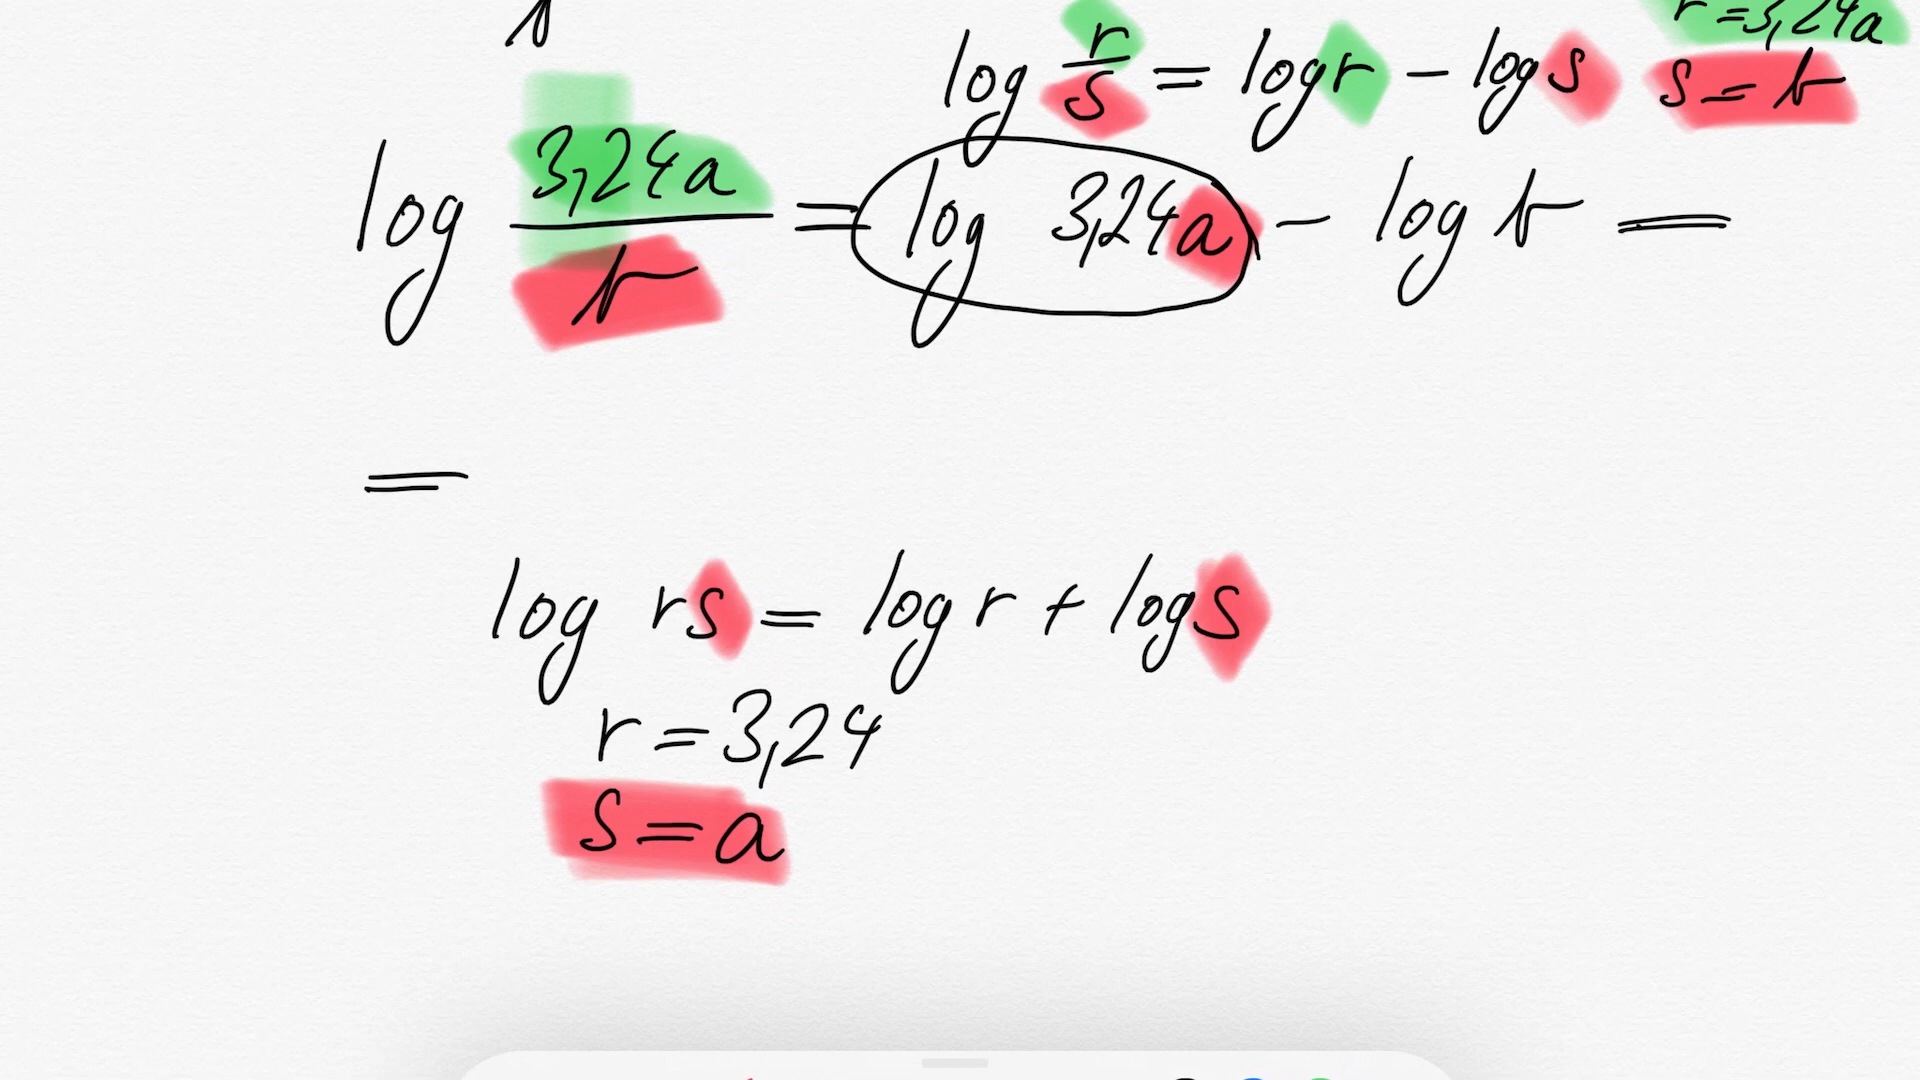 b
r = 3,24a
log r/s = log r − log s s = b
log 3,24a/b = log 3,24a − log b =
=
log rs = log r + log s
r = 3,24
s = a